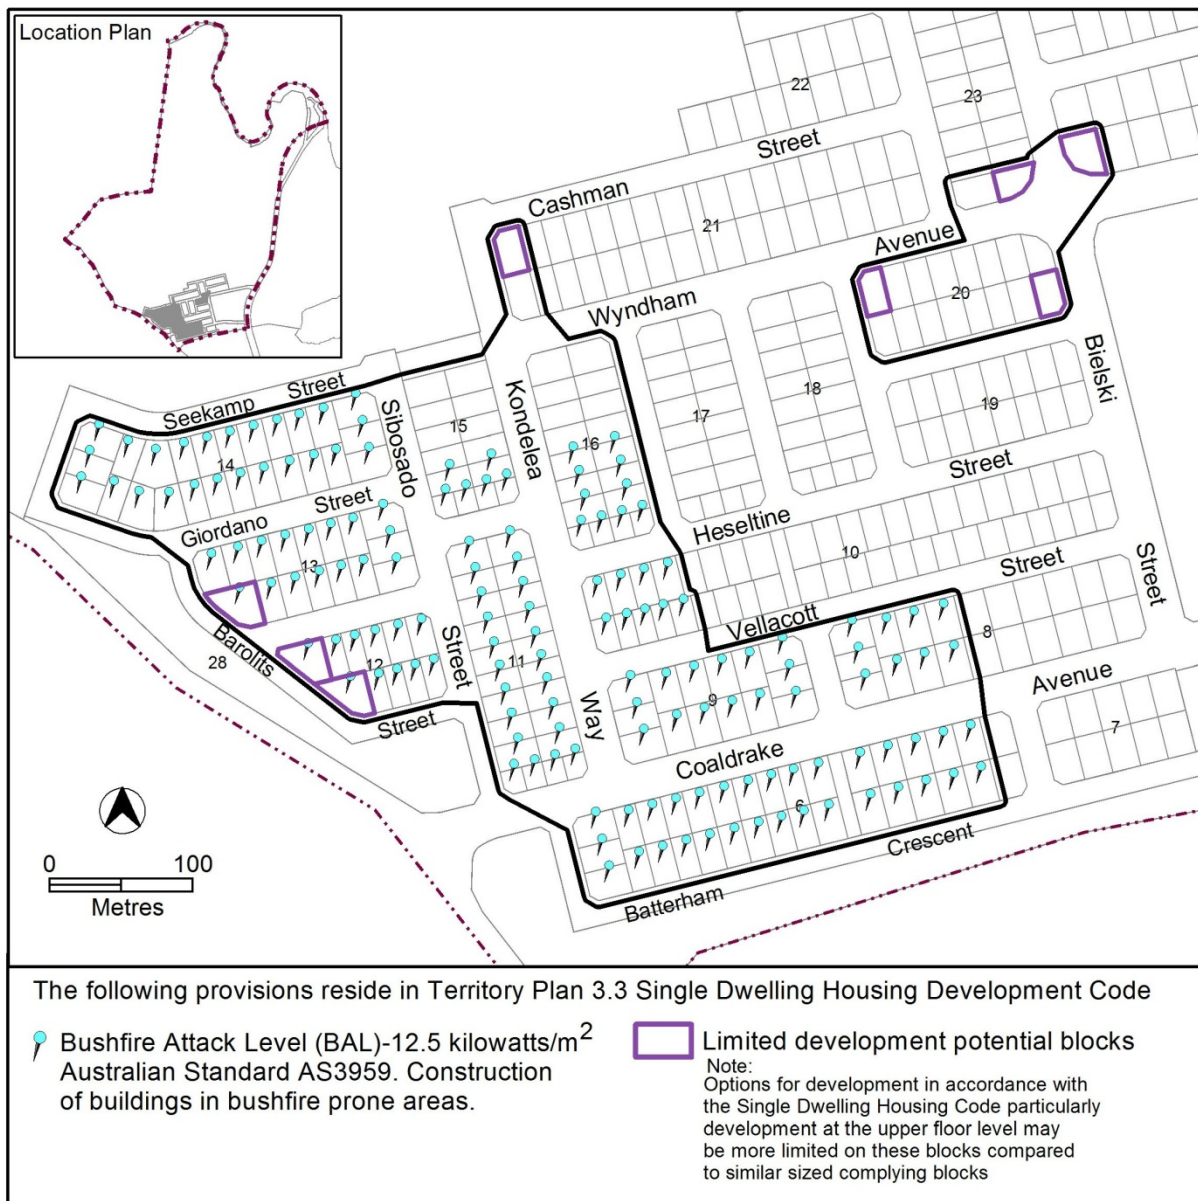 Location Plan
22
23
Street
Cashman
21
Avenue
Wyndham
20
Bielski
Street
Seekamp
Sibosado
Kondelea
15
16
17
18
19
14
Street
Giordano
Street
Heseltine
13
10
Street
Street
Barolits
28
12
Street
11
Vellacott
8
9
Way
Avenue
Street
Coaldrake
7
6
Crescent
Batterham
0 100
Metres
The following provisions reside in Territory Plan 3.3 Single Dwelling Housing Development Code
Bushfire Attack Level (BAL)-12.5 kilowatts/m²
Australian Standard AS3959. Construction
of buildings in bushfire prone areas.
Limited development potential blocks
Note:
Options for development in accordance with
the Single Dwelling Housing Code particularly
development at the upper floor level may
be more limited on these blocks compared
to similar sized complying blocks